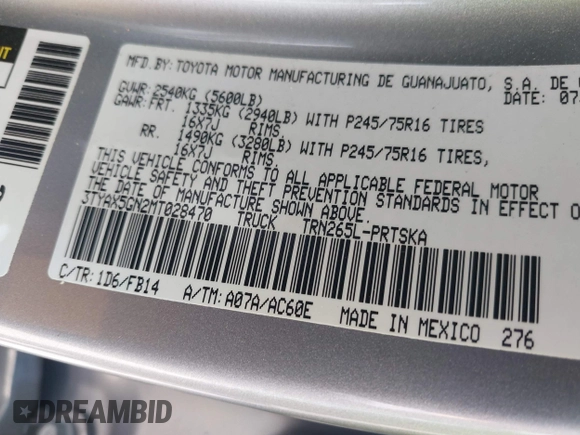 IT
MFD.BY: TOYOTA MOTOR MANUFACTURING DE GUANAJUATO, S.A. DE
GVWR: 2540KG (5600LB) DATE: 07
GAWR: FRT. 1335KG (2940LB) WITH P245/75R16 TIRES
16X7J RIMS
RR. 1490KG (3280LB) WITH P245/75R16 TIRES,
16X7J RIMS
THIS VEHICLE CONFORMS TO ALL APPLICABLE FEDERAL MOTOR
VEHICLE SAFETY AND THEFT PREVENTION STANDARDS IN EFFECT O
THE DATE OF MANUFACTURE SHOWN ABOVE.
3TYAX5GN2MT028470 TRUCK TRN265L-PRTSKA
C/TR: 1D6/FB14 A/TM: A07A/AC60E MADE IN MEXICO 276
DREAMBID